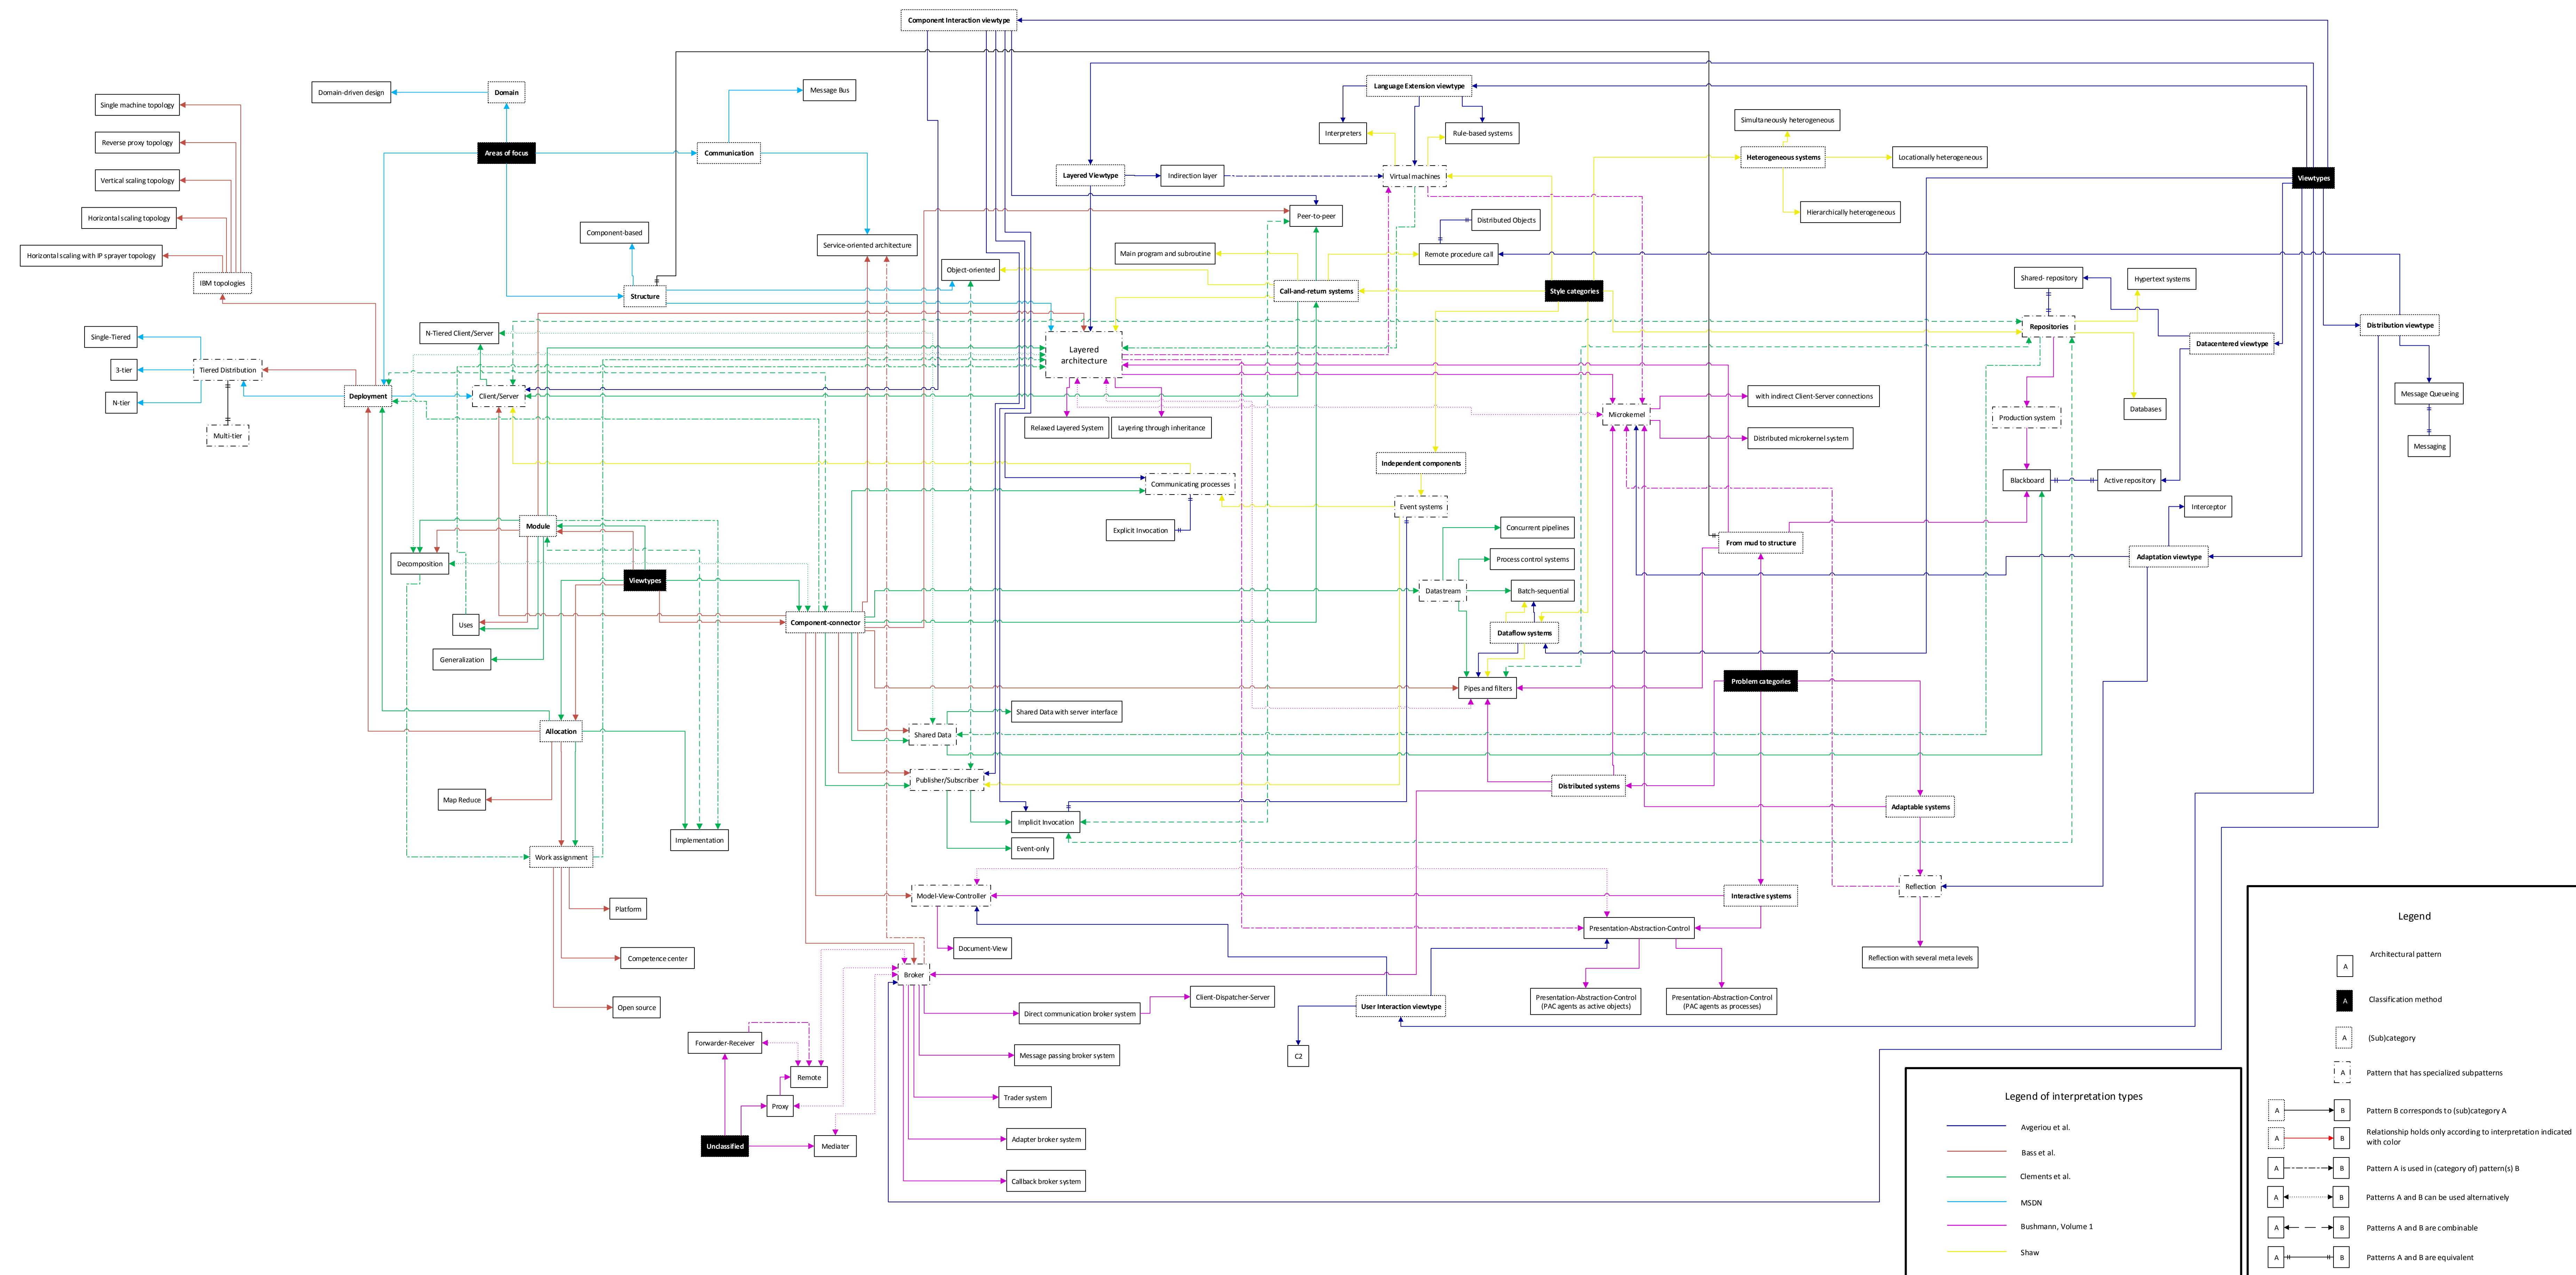 Component Interaction viewtype
Language Extension viewtype
Domain-driven design
Domain
Message Bus
Single machine topology
Simultaneously heterogeneous
Interpreters
Rule-based systems
Reverse proxy topology
Areas of focus
Communication
Heterogeneous systems
Locationally heterogeneous
Layered Viewtype
Indirection layer
Virtual machines
Viewtypes
Vertical scaling topology
Horizontal scaling topology
Peer-to-peer
Distributed Objects
Hierarchically heterogeneous
Component-based
Service-oriented architecture
Horizontal scaling with IP sprayer topology
Main program and subroutine
Remote procedure call
Object-oriented
IBM topologies
Shared- repository
Hypertext systems
Structure
Call-and-return systems
Style categories
Single-Tiered
N-Tiered Client/Server
Repositories
Distribution viewtype
Datacentered viewtype
Layered
architecture
3-tier
Tiered Distribution
Deployment
Client/Server
with indirect Client-Server connections
Message Queueing
N-tier
Microkernel
Databases
Production system
Multi-tier
Relaxed Layered System
Layering through inheritance
Distributed microkernel system
Messaging
Independent components
Communicating processes
Blackboard
Active repository
Event systems
Interceptor
Module
Explicit Invocation
Concurrent pipelines
From mud to structure
Adaptation viewtype
Decomposition
Process control systems
Viewtypes
Datastream
Batch-sequential
Uses
Component-connector
Dataflow systems
Generalization
Problem categories
Pipes and filters
Shared Data with server interface
Allocation
Shared Data
Publisher/Subscriber
Distributed systems
Map Reduce
Adaptable systems
Implicit Invocation
Implementation
Event-only
Work assignment
Reflection
Model-View-Controller
Interactive systems
Platform
Presentation-Abstraction-Control
Document-View
Competence center
Reflection with several meta levels
Broker
Open source
Client-Dispatcher-Server
Presentation-Abstraction-Control
(PAC agents as active objects)
Presentation-Abstraction-Control
(PAC agents as processes)
Direct communication broker system
User Interaction viewtype
Forwarder-Receiver
Message passing broker system
C2
Remote
Trader system
Proxy
Unclassified
Mediater
Adapter broker system
Callback broker system
Legend
A
Architectural pattern
A
Classification method
A
(Sub)category
A
Pattern that has specialized subpatterns
A
B
Pattern B corresponds to (sub)category A
A
B
Relationship holds only according to interpretation indicated
with color
A
B
Pattern A is used in (category of) pattern(s) B
A
B
Patterns A and B can be used alternatively
A
B
Patterns A and B are combinable
A
B
Patterns A and B are equivalent
Legend of interpretation types
Avgeriou et al.
Bass et al.
Clements et al.
MSDN
Bushmann, Volume 1
Shaw